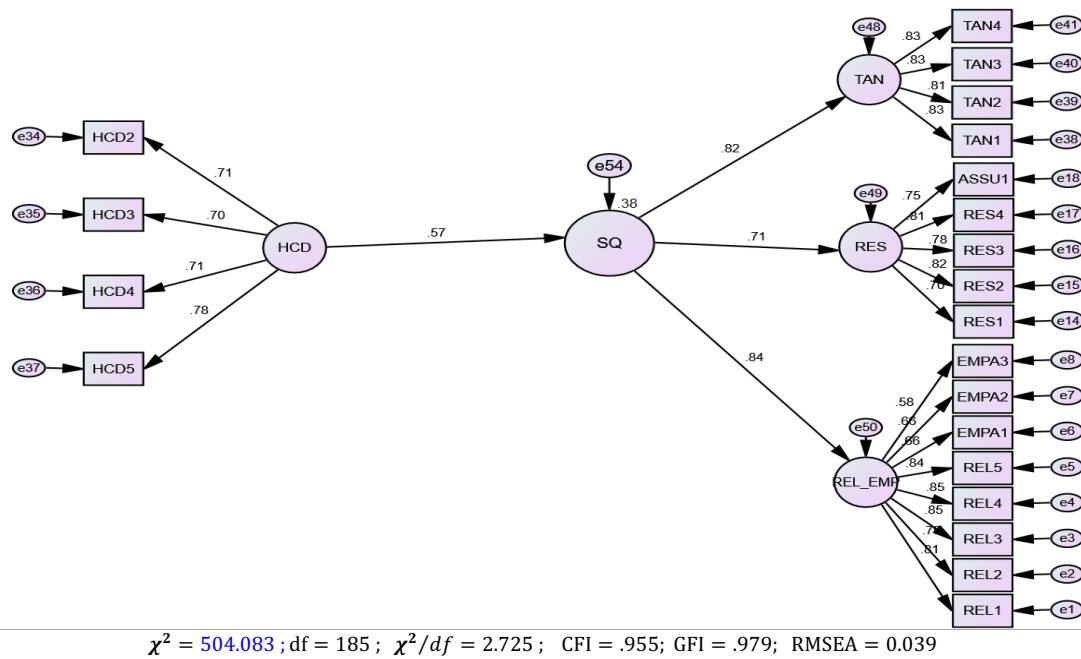 e48
TAN
.83
.83
.81
.83
TAN4
TAN3
TAN2
TAN1
e41
e40
e39
e38
e34
e35
e36
e37
HCD2
HCD3
HCD4
HCD5
.71
.70
.71
.78
HCD
.57
e54
.38
SQ
.82
.71
.84
e49
RES
.75
.81
.78
.82
.70
ASSU1
RES4
RES3
RES2
RES1
e18
e17
e16
e15
e14
e50
REL_EMP
.58
.66
.66
.84
.85
.85
.81
EMPA3
EMPA2
EMPA1
REL5
REL4
REL3
REL2
REL1
e8
e7
e6
e5
e4
e3
e2
e1
χ² = 504.083 ; df = 185 ; χ²/df = 2.725 ; CFI = .955; GFI = .979; RMSEA = 0.039